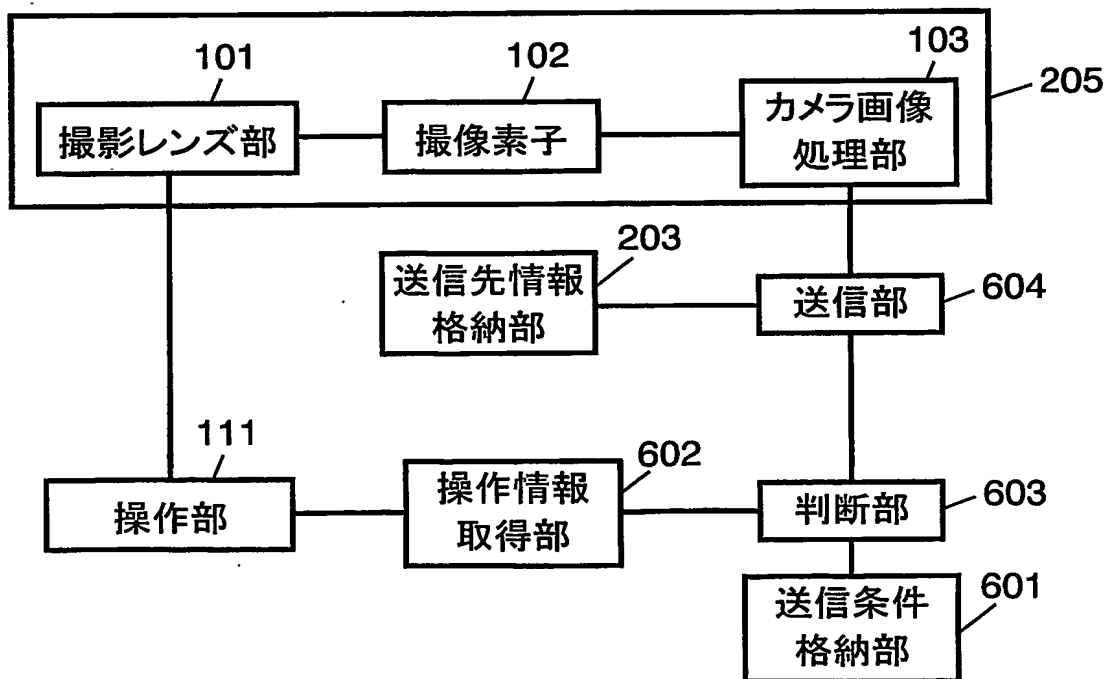 101
102
103
205
撮影レンズ部
撮像素子
カメラ画像
処理部
203
送信先情報
格納部
送信部
604
111
操作部
602
操作情報
取得部
603
判断部
601
送信条件
格納部